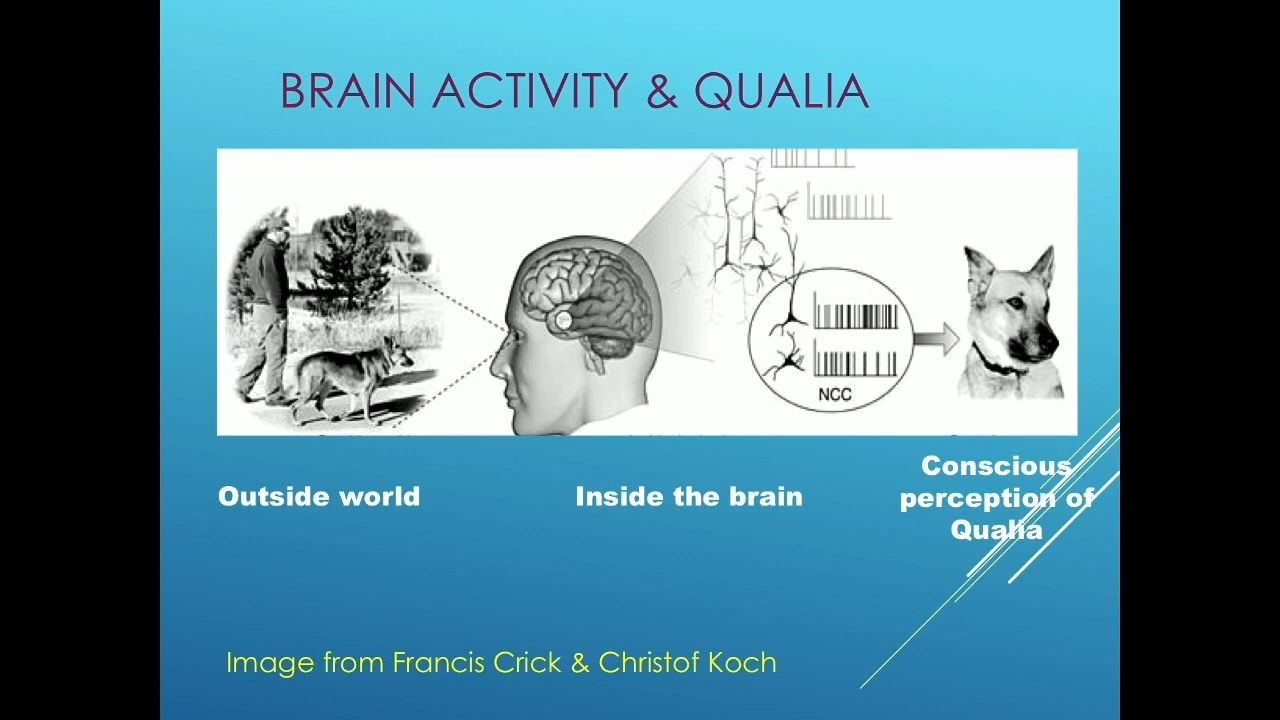 BRAIN ACTIVITY & QUALIA
NCC
Outside world
Inside the brain
Conscious
perception of
Qualia
Image from Francis Crick & Christof Koch